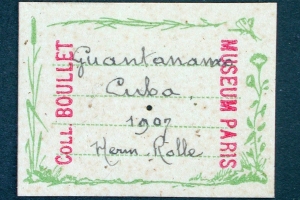 COLL BOULLET
Guantanamo
Cuba
1907
Herm. Rolle
MUSEUM PARIS